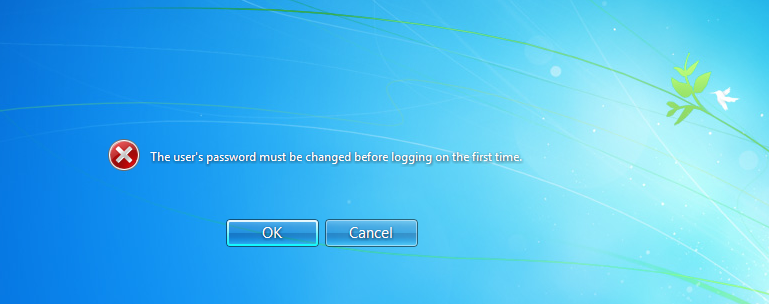 The user's password must be changed before logging on the first time.
OK
Cancel